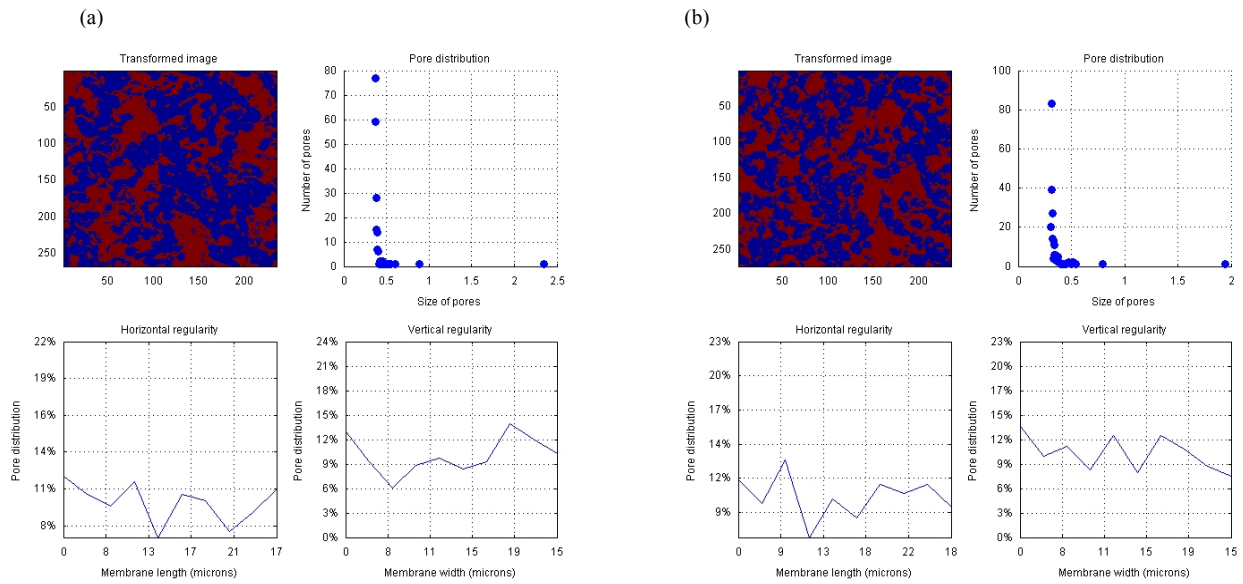 (a)
Transformed image
50
100
150
200
250
50 100 150 200
Pore distribution
Number of pores
80
70
60
50
40
30
20
10
0
0 0.5 1 1.5 2 2.5
Size of pores
Horizontal regularity
Pore distribution
22%
19%
16%
14%
11%
8%
0 8 13 17 21 17
Membrane length (microns)
Vertical regularity
Pore distribution
24%
21%
18%
15%
12%
9%
6%
3%
0%
0 8 11 15 19 15
Membrane width (microns)
(b)
Transformed image
50
100
150
200
250
50 100 150 200
Pore distribution
Number of pores
100
80
60
40
20
0
0 0.5 1 1.5 2
Size of pores
Horizontal regularity
Pore distribution
23%
20%
17%
14%
12%
9%
0 9 13 18 22 18
Membrane length (microns)
Vertical regularity
Pore distribution
23%
20%
18%
15%
12%
9%
6%
3%
0%
0 8 11 15 19 15
Membrane width (microns)